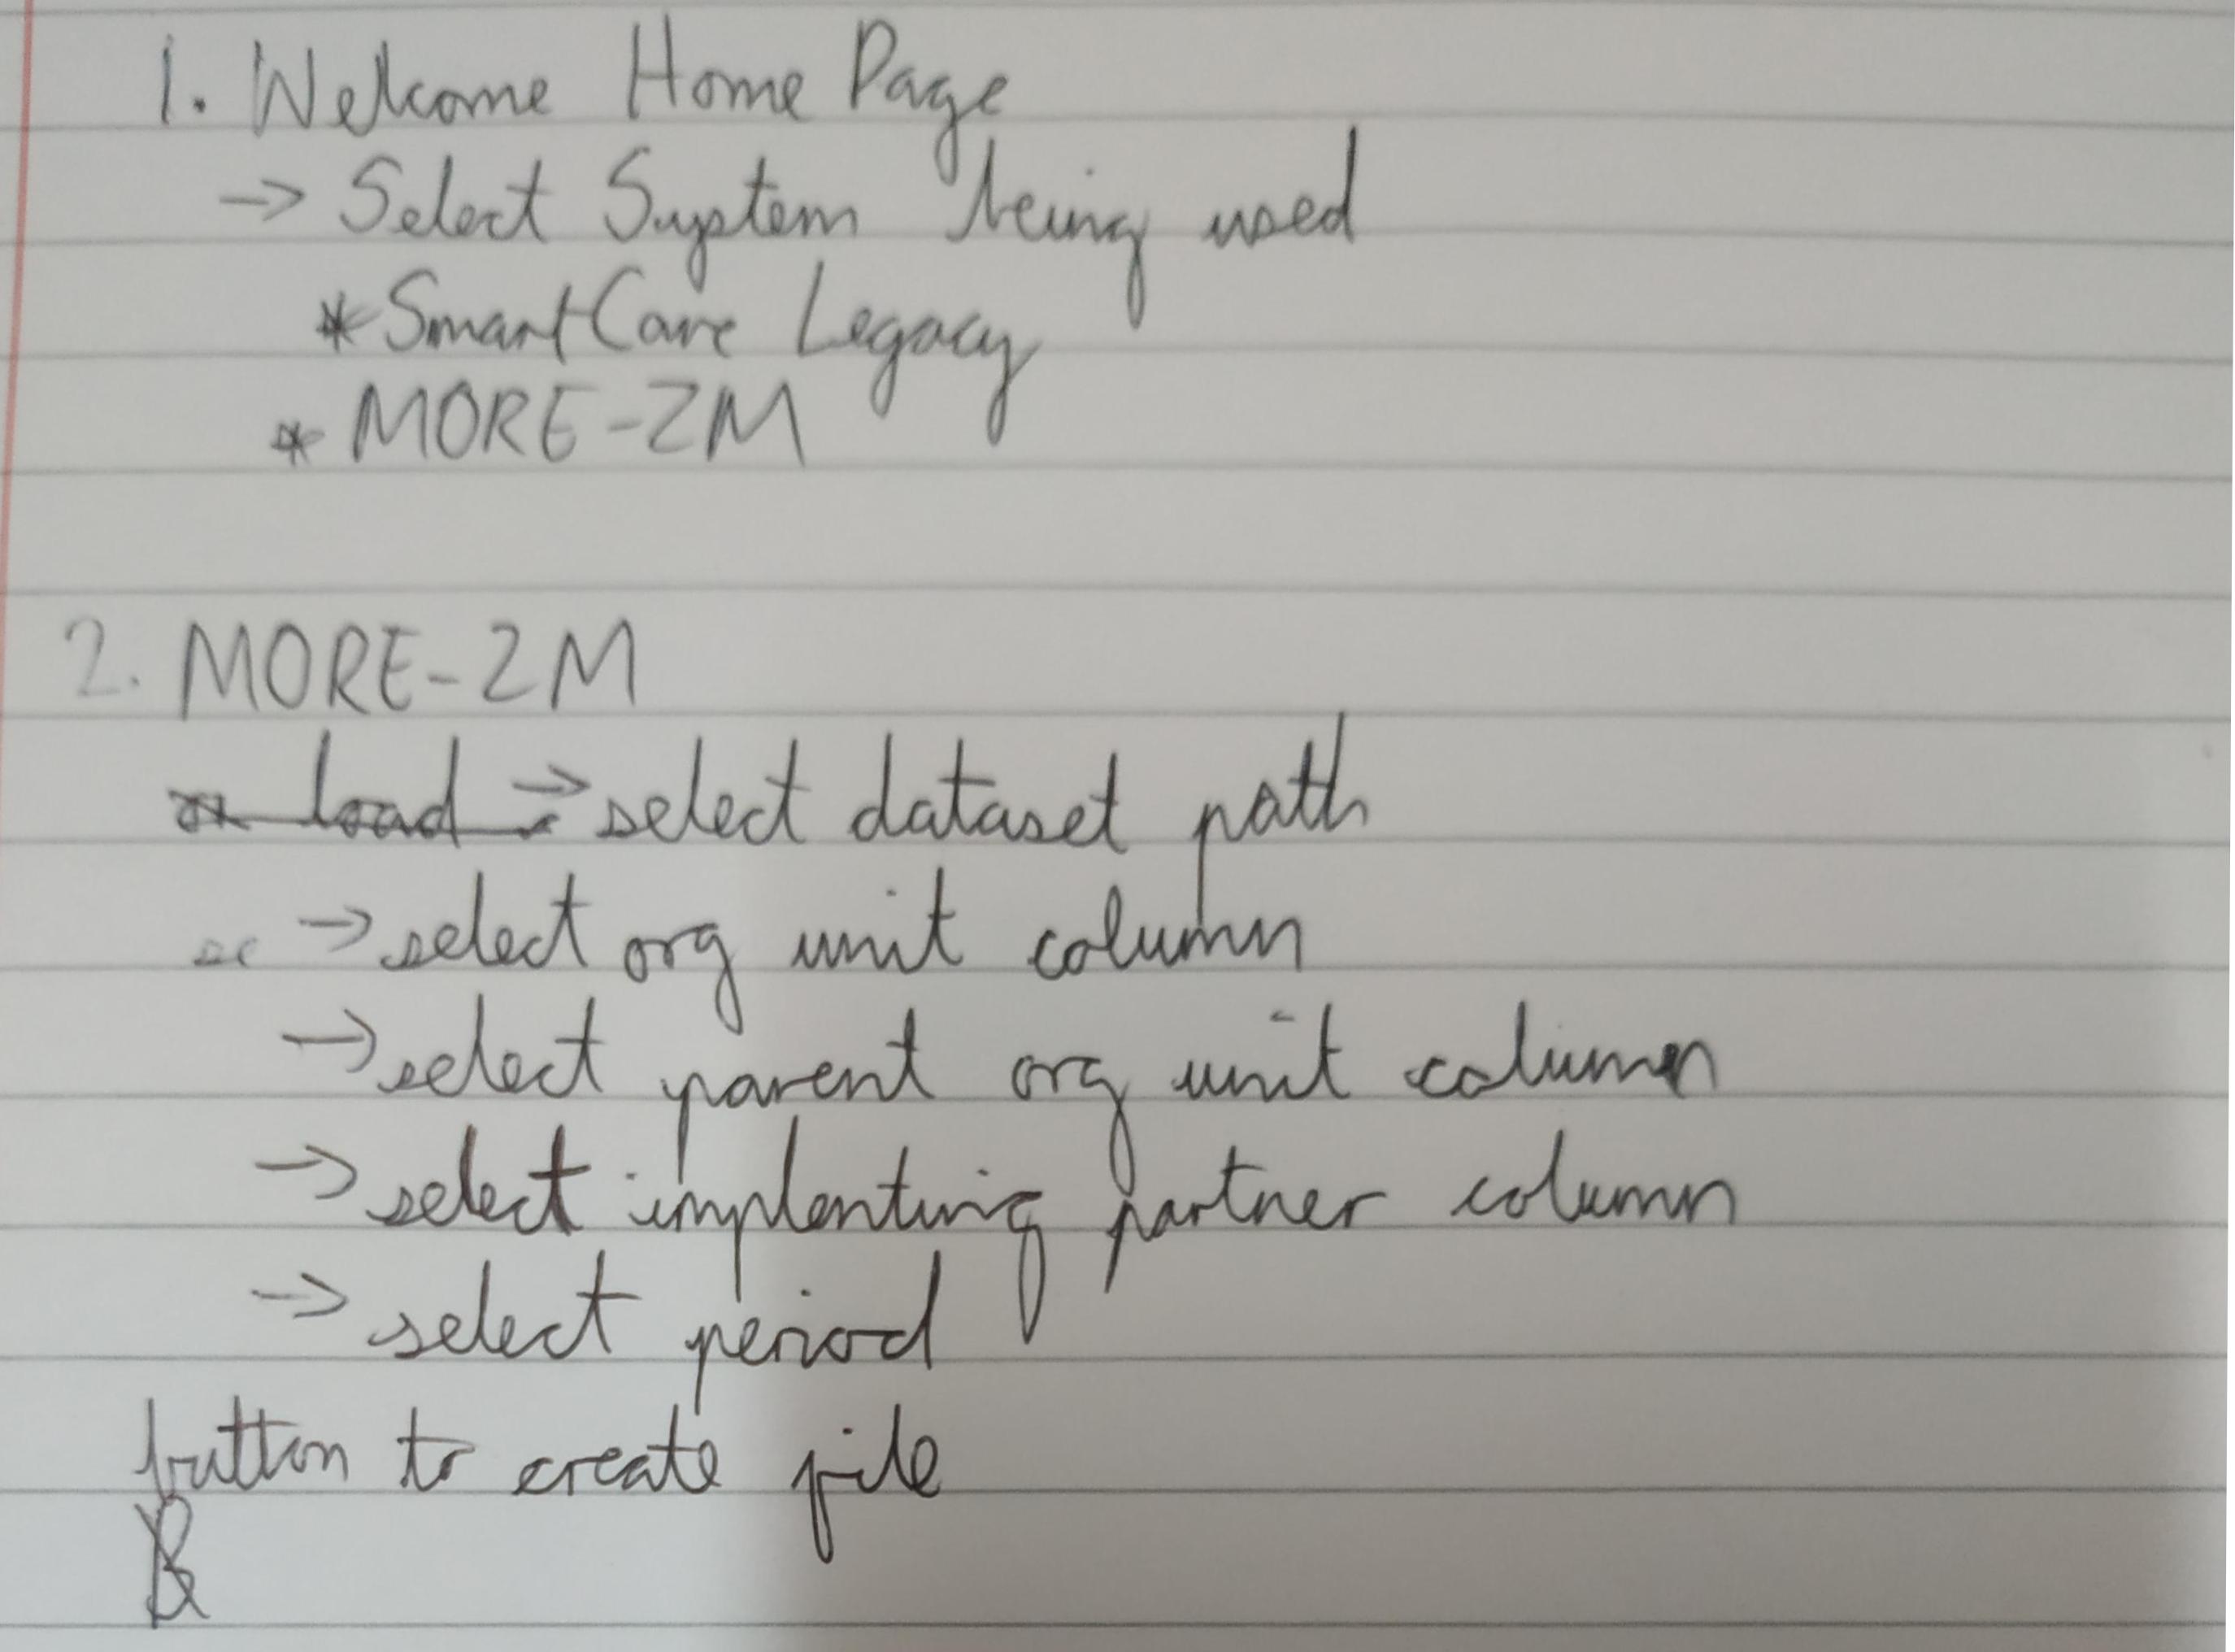 1. Welcome Home Page
→ Select System being used
* SmartCare Legacy
* MORE-ZM
2. MORE-ZM
load → select dataset path
se → select org unit column
→ select parent org unit column
→ select implenting partner column
→ select period
button to create file
B